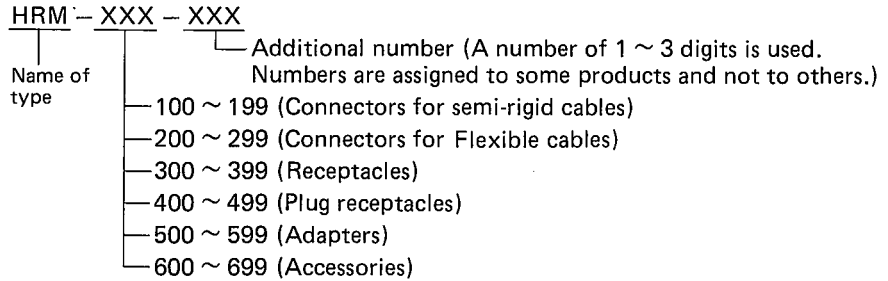 HRM – XXX – XXX
Additional number (A number of 1 ~ 3 digits is used.
Numbers are assigned to some products and not to others.)
Name of
type
100 ~ 199 (Connectors for semi-rigid cables)
200 ~ 299 (Connectors for Flexible cables)
300 ~ 399 (Receptacles)
400 ~ 499 (Plug receptacles)
500 ~ 599 (Adapters)
600 ~ 699 (Accessories)